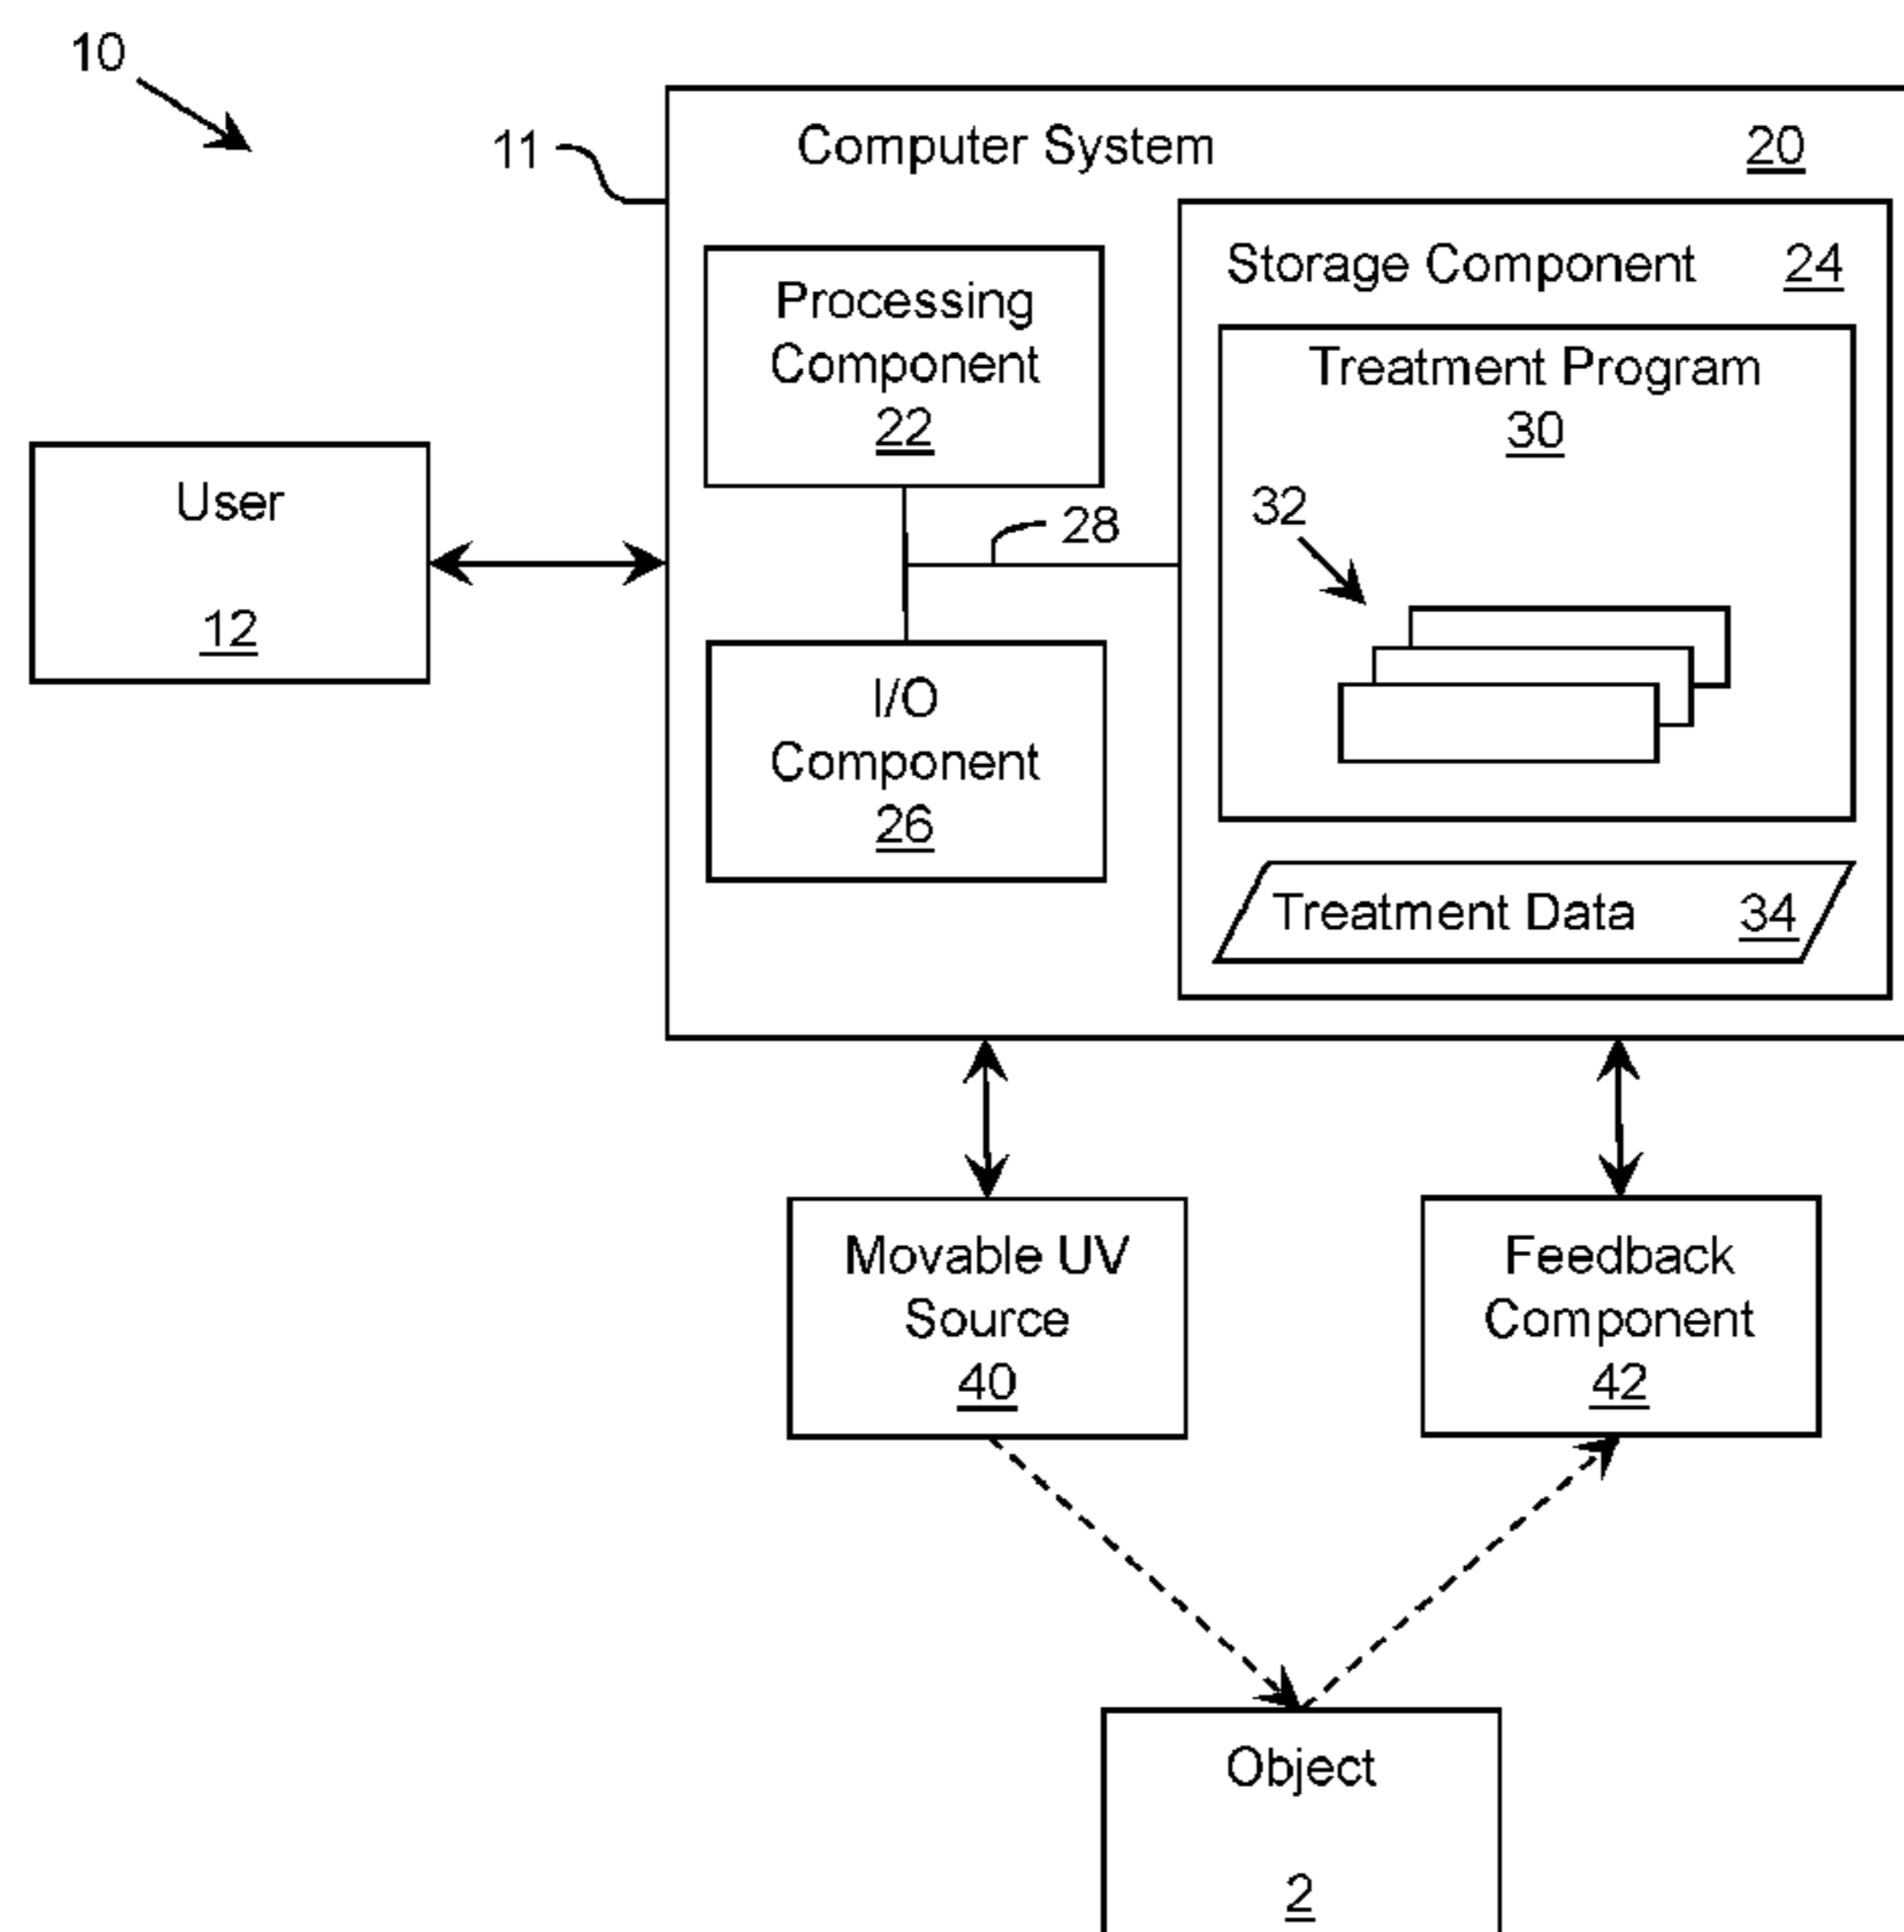 10
11
Computer System 20
Storage Component 24
Processing
Component
22
Treatment Program
30
User
12
28
32
I/O
Component
26
Treatment Data 34
Movable UV
Source
40
Feedback
Component
42
Object
2